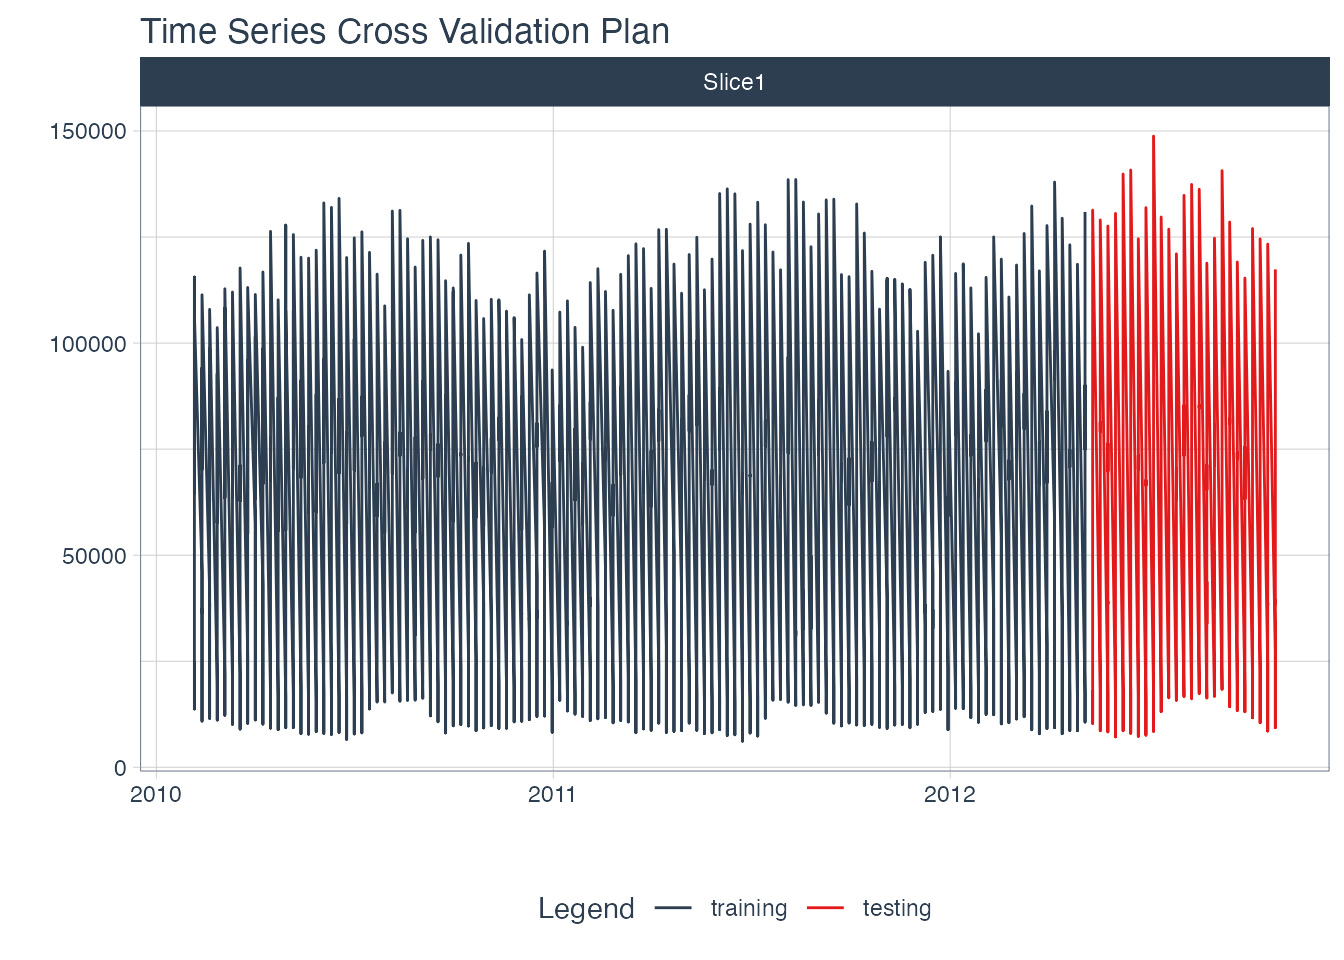 Time Series Cross Validation Plan
Slice1
150000
100000
50000
0
2010 2011 2012
Legend training testing